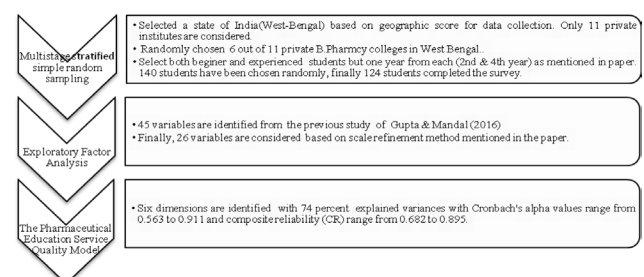 Multistage stratified
simple random
sampling
• Selected a state of India(West-Bengal) based on geographic score for data collection. Only 11 private
institutes are considered
• Randomly chosen 6 out of 11 private B.Pharmcy colleges in West Bengal..
• Select both beginer and experienced students but one year from each (2nd & 4th year) as mentioned in paper.
140 students have been chosen randomly, finally 124 students completed the survey.
Exploratory Factor
Analysis
• 45 variables are identified from the previous study of Gupta & Mandal (2016)
• Finally, 26 variables are considered based on scale refinement method mentioned in the paper.
The Pharmaceutical
Education Service
Quality Model
• Six dimensions are identified with 74 percent explained variances with Cronbach's alpha values range from
0.563 to 0.911 and composite reliability (CR) range from 0.682 to 0.895.